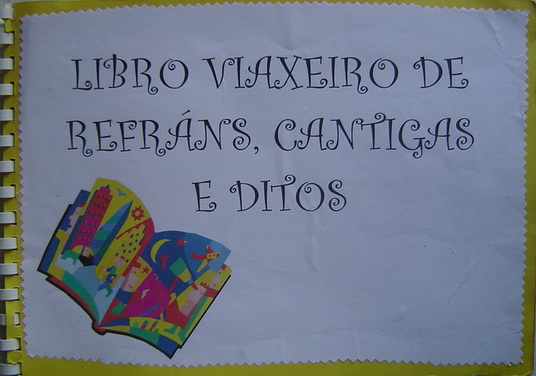 LIBRO VIAXEIRO DE
REFRÁNS, CANTIGAS
E DITOS